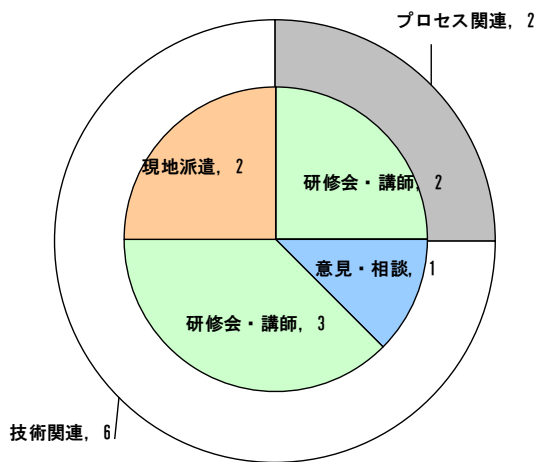 プロセス関連, 2
現地派遣, 2
研修会・講師, 2
意見・相談, 1
研修会・講師, 3
技術関連, 6